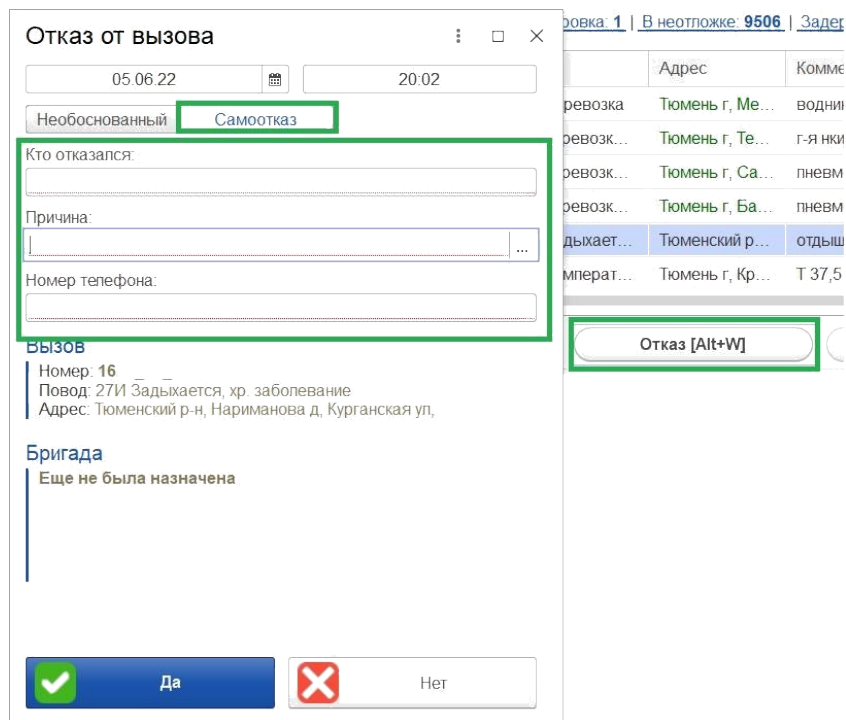 Отказ от вызова
05.06.22 20:02
Необоснованный Самоотказ
Кто отказался:
Причина:
...
Номер телефона:
Вызов
Номер: 16 _ _
Повод: 27И Задыхается, хр. заболевание
Адрес: Тюменский р-н, Нариманова д, Курганская ул,
Бригада
Еще не была назначена
Да Нет
ровка: 1 | В неотложке: 9506 | Задер
Адрес Комме
ревозка Тюмень г, Ме... водни
ревозк... Тюмень г, Те... г-я нки
ревозк... Тюмень г, Са... пневм
ревозк... Тюмень г, Ба... пневм
дыхает... Тюменский р... отдыш
мперат... Тюмень г, Кр... Т 37,5
Отказ [Alt+W]